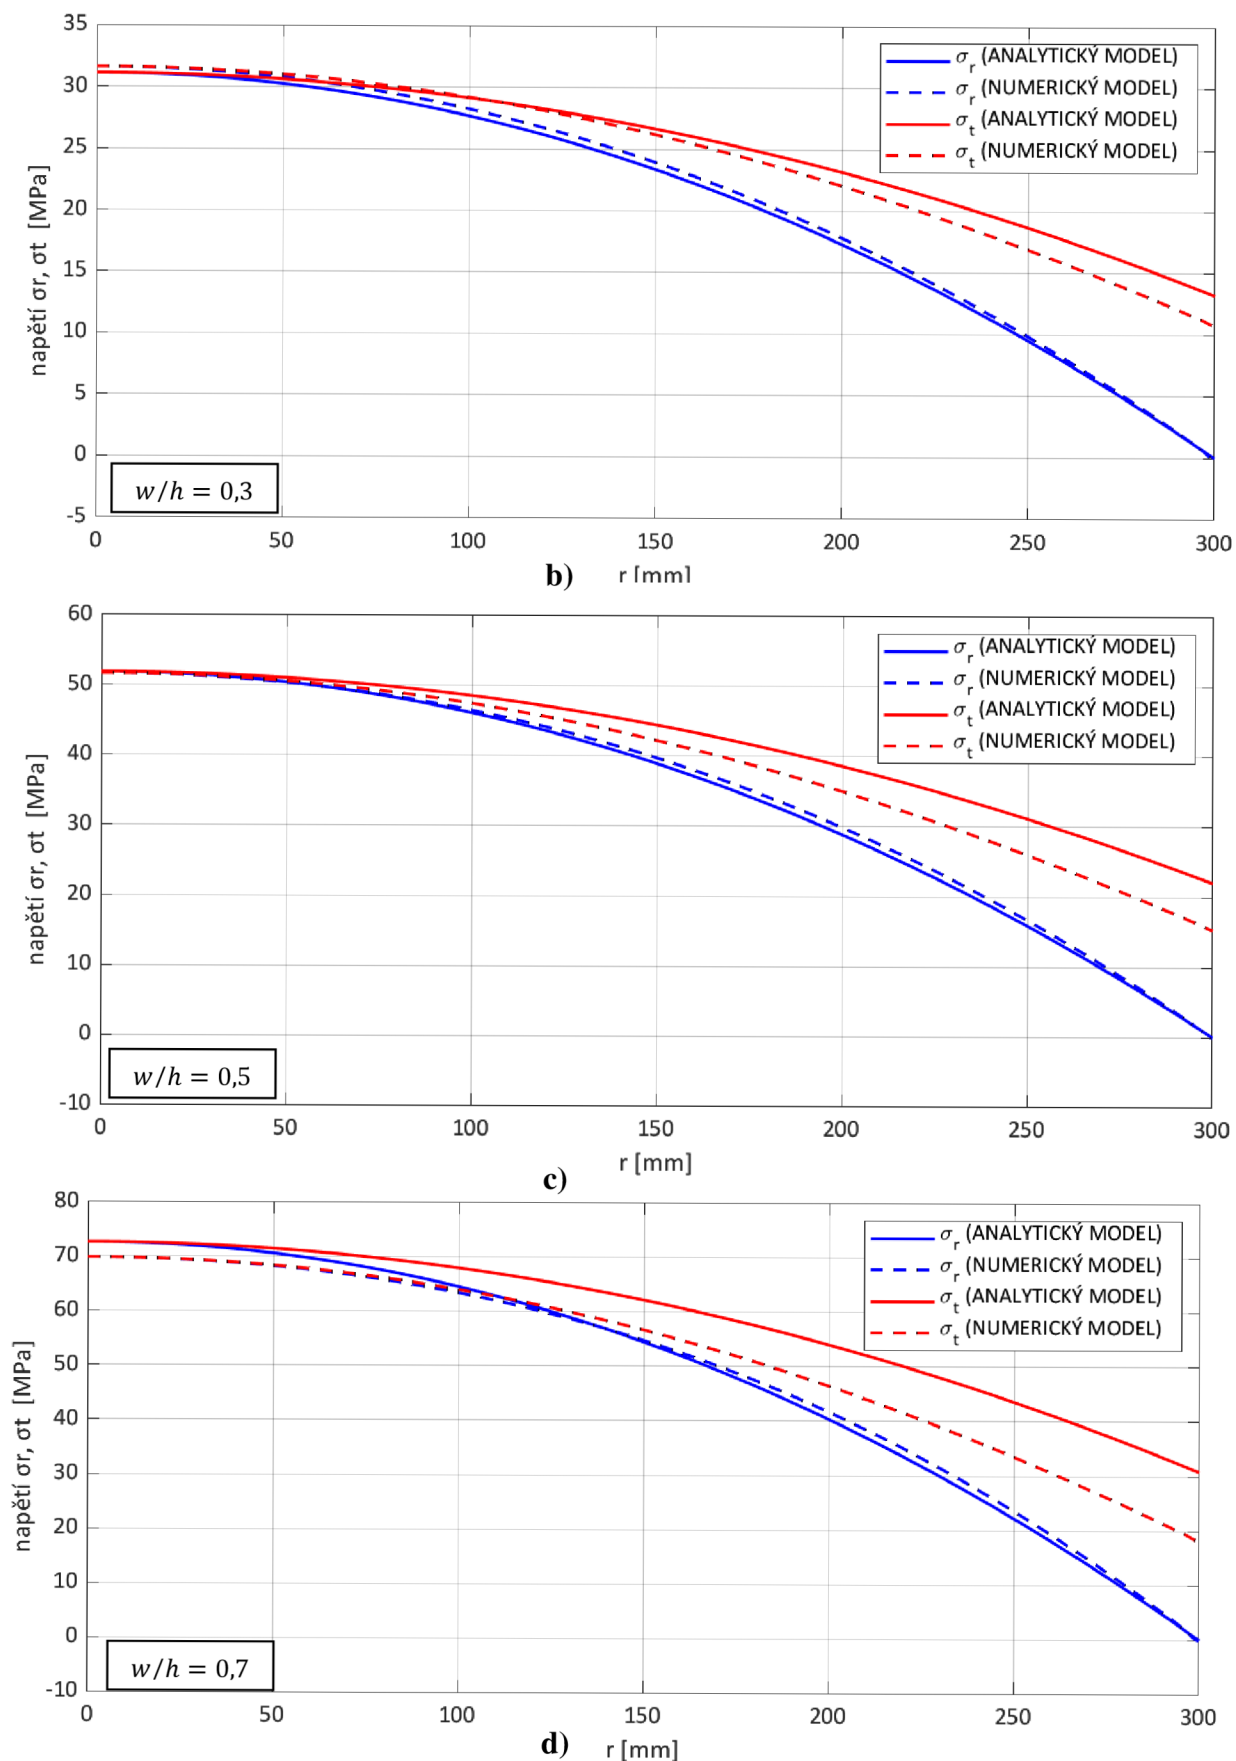 35
30
25
20
15
10
5
0
-5
napětí σr, σt [MPa]
σr (ANALYTICKÝ MODEL)
σr (NUMERICKÝ MODEL)
σt (ANALYTICKÝ MODEL)
σt (NUMERICKÝ MODEL)
w/h = 0,3
0 50 100 150 200 250 300
b) r [mm]
60
50
40
30
20
10
0
-10
napětí σr, σt [MPa]
σr (ANALYTICKÝ MODEL)
σr (NUMERICKÝ MODEL)
σt (ANALYTICKÝ MODEL)
σt (NUMERICKÝ MODEL)
w/h = 0,5
0 50 100 150 200 250 300
r [mm]
c)
80
70
60
50
40
30
20
10
0
-10
napětí σr, σt [MPa]
σr (ANALYTICKÝ MODEL)
σr (NUMERICKÝ MODEL)
σt (ANALYTICKÝ MODEL)
σt (NUMERICKÝ MODEL)
w/h = 0,7
0 50 100 150 200 250 300
d) r [mm]